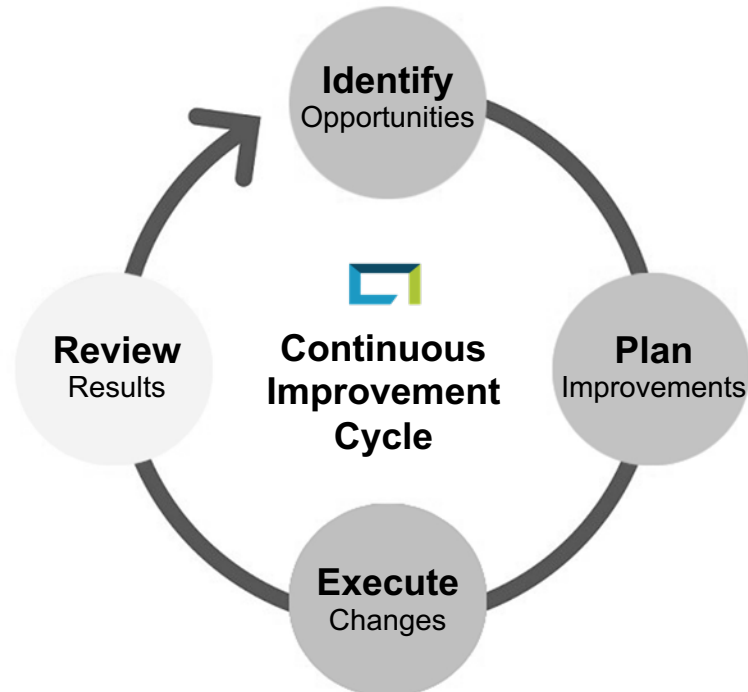 Identify
Opportunities
Continuous
Improvement
Cycle
Plan
Improvements
Execute
Changes
Review
Results